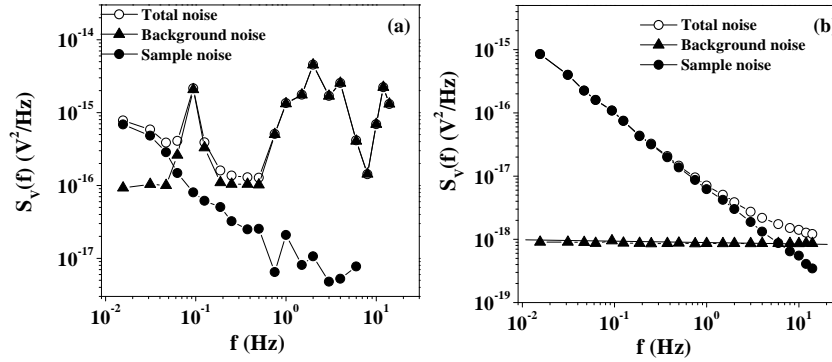 (a)
Total noise
Background noise
Sample noise
10^-14
10^-15
10^-16
10^-17
S_V(f) (V^2/Hz)
10^-2 10^-1 10^0 10^1
f (Hz)
(b)
Total noise
Background noise
Sample noise
10^-15
10^-16
10^-17
10^-18
10^-19
S_V(f) (V^2/Hz)
10^-2 10^-1 10^0 10^1
f (Hz)